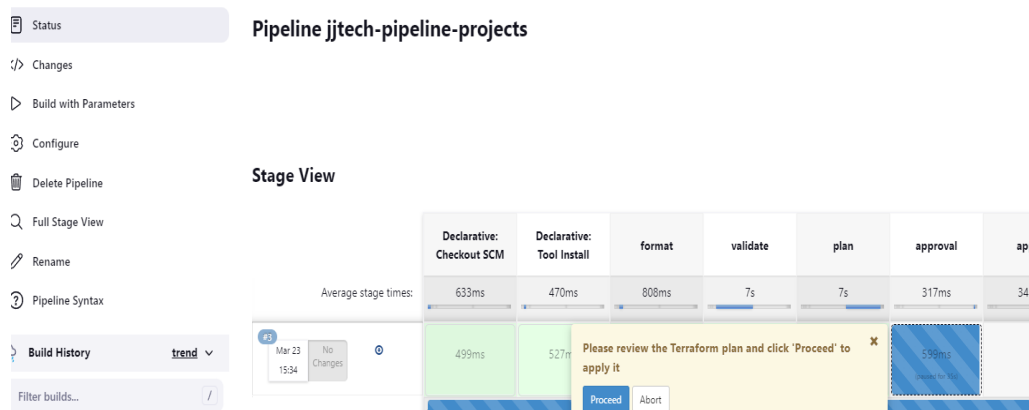 Status
Changes
Build with Parameters
Configure
Delete Pipeline
Full Stage View
Rename
Pipeline Syntax
Build History
trend
Filter builds...
/
Pipeline jjtech-pipeline-projects
Stage View
Declarative:
Checkout SCM
Declarative:
Tool Install
format
validate
plan
approval
ap
Average stage times:
633ms
470ms
808ms
7s
7s
317ms
34
#3
Mar 23
15:34
No
Changes
499ms
527m
599ms
Please review the Terraform plan and click 'Proceed' to
apply it
Proceed
Abort